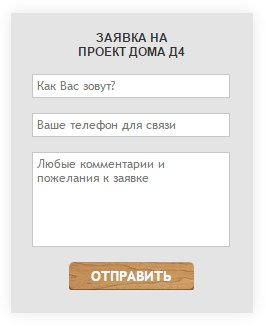 ЗАЯВКА НА
ПРОЕКТ ДОМА Д4
Как Вас зовут?
Ваше телефон для связи
Любые комментарии и
пожелания к заявке
ОТПРАВИТЬ